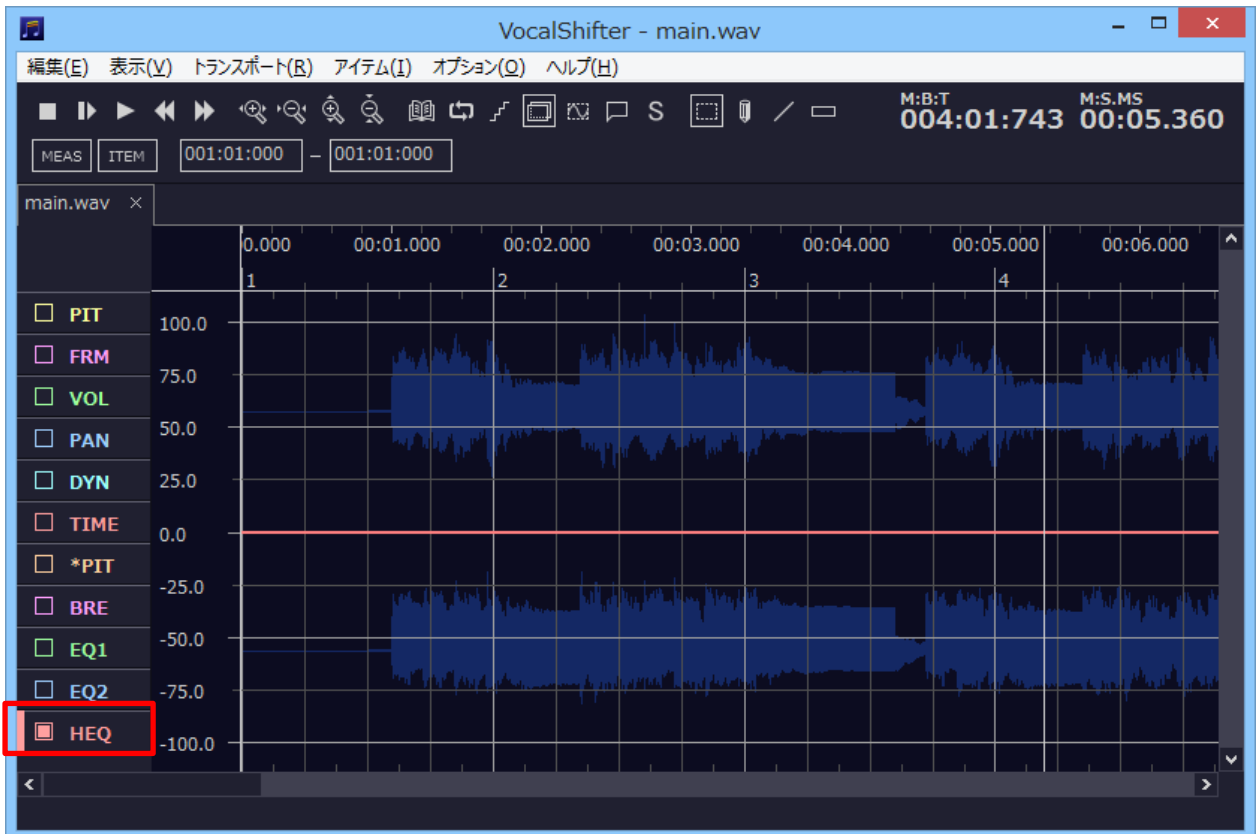 VocalShifter - main.wav
編集(E) 表示(V) トランスポート(R) アイテム(I) オプション(O) ヘルプ(H)
S
M:B:T M:S.MS
004:01:743 00:05.360
MEAS ITEM 001:01:000 – 001:01:000
main.wav ×
0.000 00:01.000 00:02.000 00:03.000 00:04.000 00:05.000 00:06.000
1 2 3 4
PIT
100.0
FRM
75.0
VOL
50.0
PAN
25.0
DYN
TIME
0.0
*PIT
-25.0
BRE
-50.0
EQ1
EQ2
-75.0
HEQ
-100.0